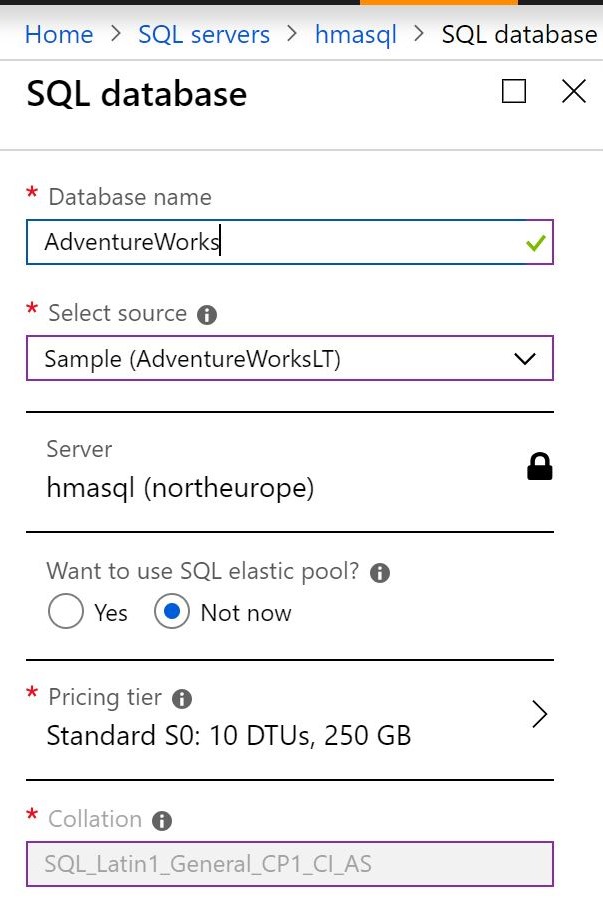 Home > SQL servers > hmasql > SQL database
SQL database
* Database name
AdventureWorks
* Select source
Sample (AdventureWorksLT)
Server
hmasql (northeurope)
Want to use SQL elastic pool?
Yes Not now
* Pricing tier
Standard S0: 10 DTUs, 250 GB
* Collation
SQL_Latin1_General_CP1_CI_AS